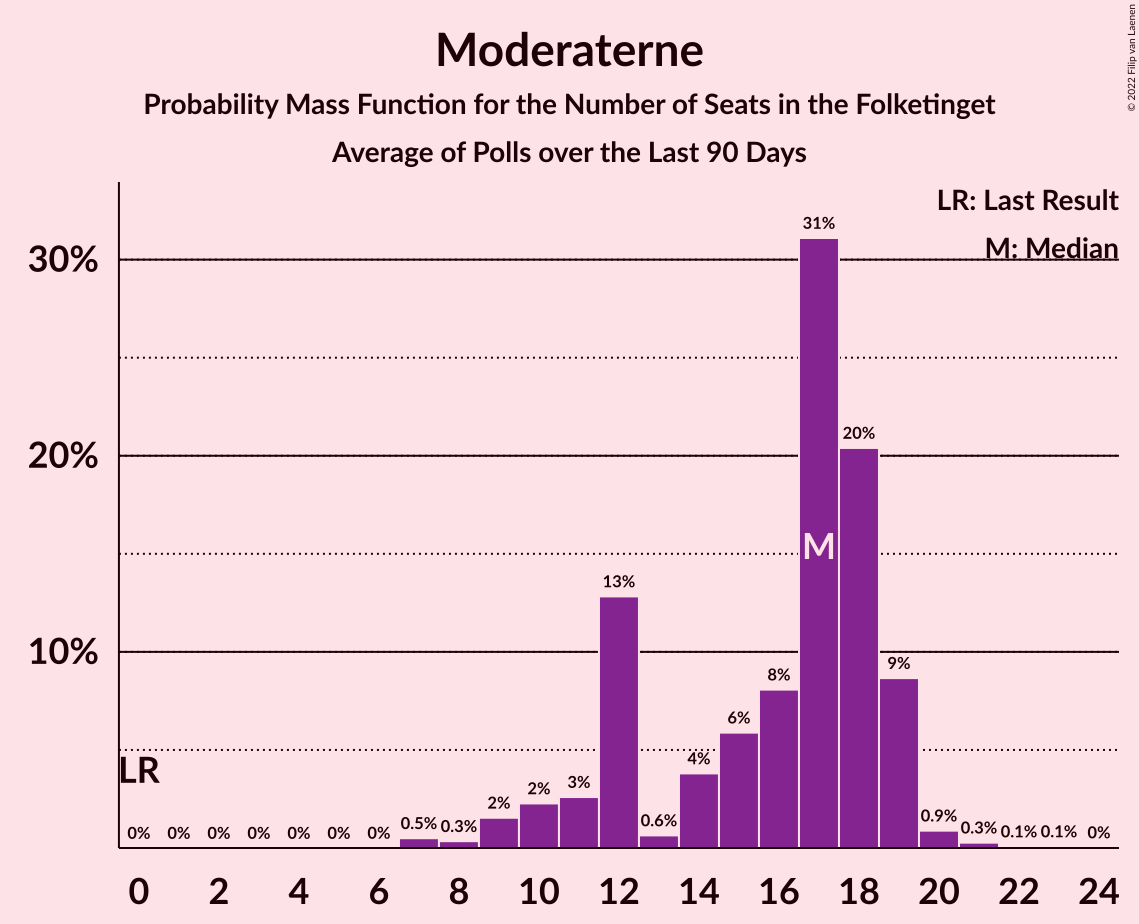 Moderaterne
Probability Mass Function for the Number of Seats in the Folketinget
Average of Polls over the Last 90 Days
© 2022 Filip van Laenen
LR: Last Result
M: Median
30%
20%
10%
LR
M
0% 0% 0% 0% 0% 0% 0% 0.5% 0.3% 2% 2% 3% 13% 0.6% 4% 6% 8% 31% 20% 9% 0.9% 0.3% 0.1% 0.1% 0%
0 2 4 6 8 10 12 14 16 18 20 22 24